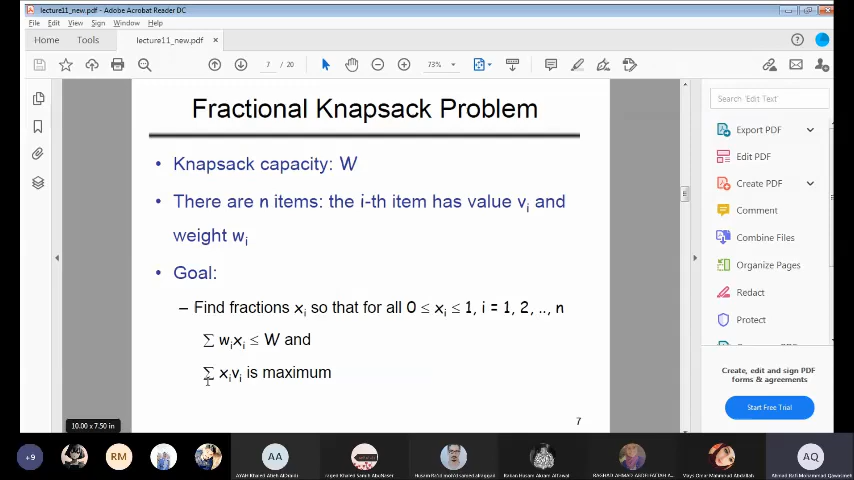 lecture11_new.pdf - Adobe Acrobat Reader DC
File Edit View Sign Window Help
Home Tools lecture11_new.pdf ×
7 / 20 73%
Fractional Knapsack Problem
• Knapsack capacity: W
• There are n items: the i-th item has value vᵢ and
weight wᵢ
• Goal:
– Find fractions xᵢ so that for all 0 ≤ xᵢ ≤ 1, i = 1, 2, .., n
∑ wᵢxᵢ ≤ W and
∑ xᵢvᵢ is maximum
7
10.00 x 7.50 in
Search 'Edit Text'
Export PDF
Edit PDF
Create PDF
Comment
Combine Files
Organize Pages
Redact
Protect
Create, edit and sign PDF
forms & agreements
Start Free Trial
+9 RM AA AQ